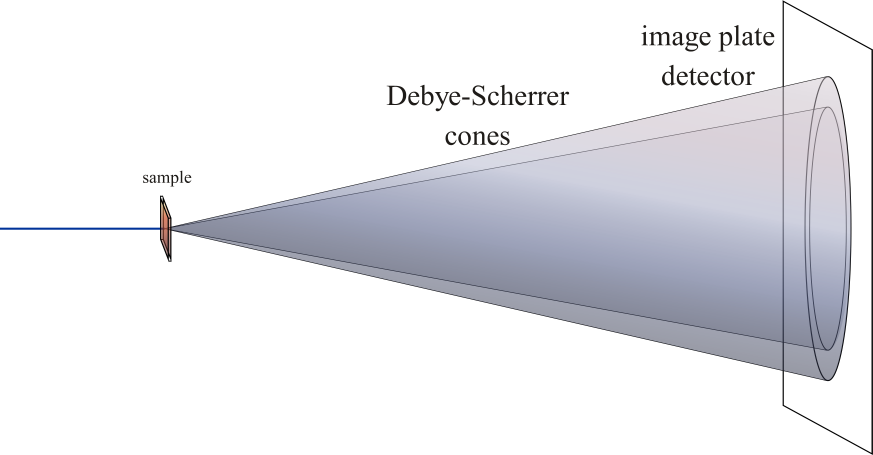 image plate
detector
Debye-Scherrer
cones
sample